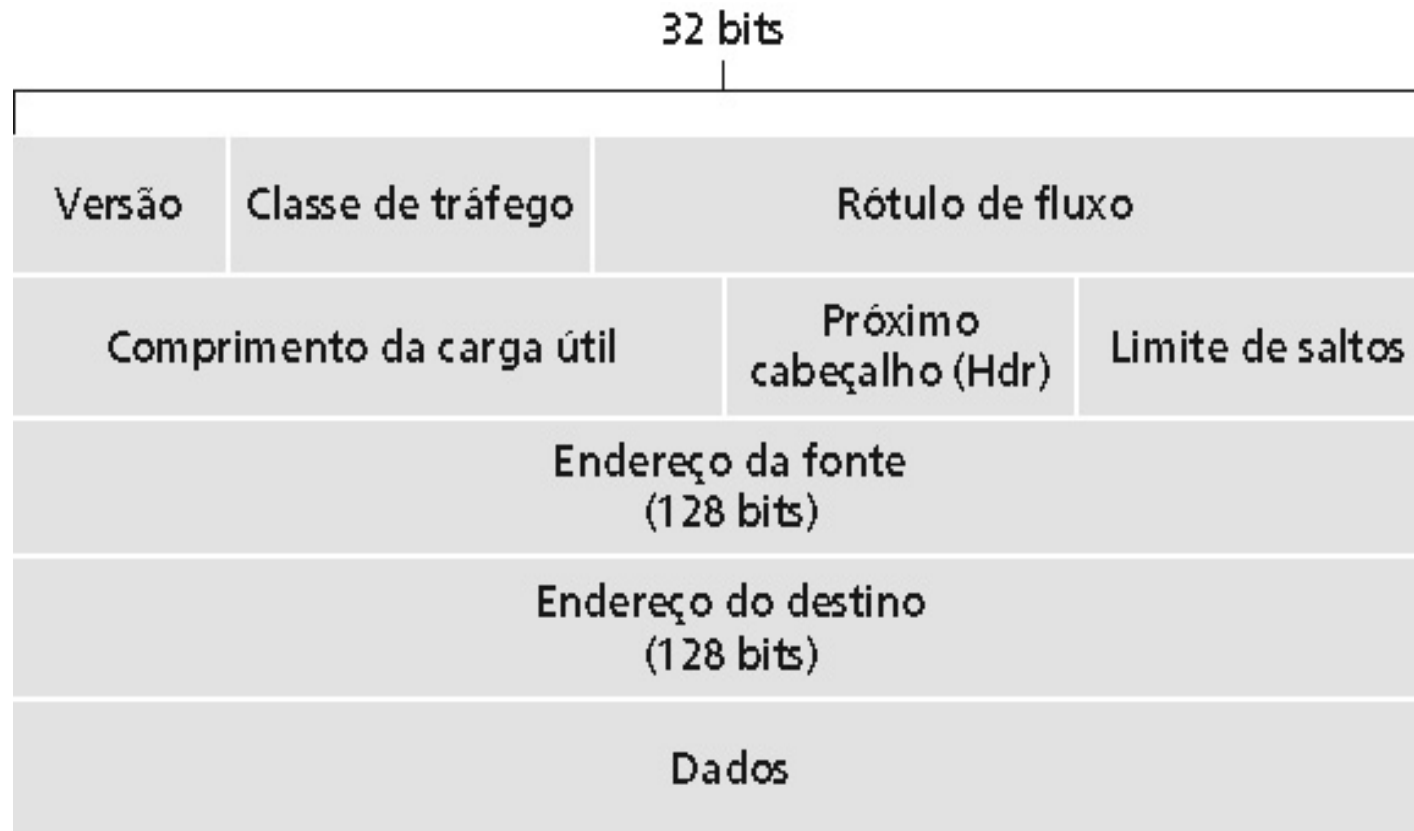 32 bits
Versão
Classe de tráfego
Rótulo de fluxo
Comprimento da carga útil
Próximo
cabeçalho (Hdr)
Limite de saltos
Endereço da fonte
(128 bits)
Endereço do destino
(128 bits)
Dados